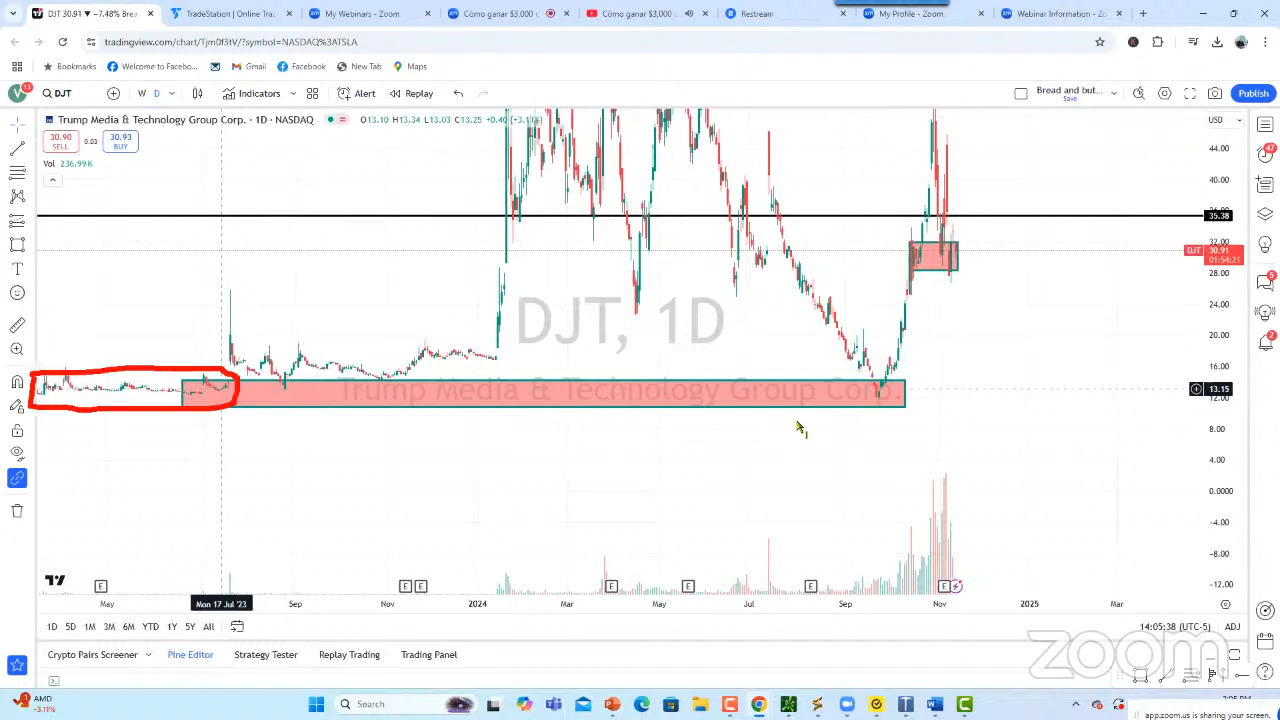 DJT 30.91 ▼ −7.48% Brea
TradeStation Online Tra
My Webinars - Zoom
Cómo ganar $3,000
Cómo ganar $3,000
Restream
My Profile - Zoom
Webinar Information - Zo
tradingview.com/chart/Tjm0f3tV/?symbol=NASDAQ%3ATSLA
Bookmarks
Welcome to Facebo...
Gmail
Facebook
New Tab
Maps
13
DJT
W
D
Indicators
Alert
Replay
Bread and but...
Save
Publish
Trump Media & Technology Group Corp. · 1D · NASDAQ
O13.10 H13.34 L13.03 C13.25 +0.40
USD
30.90
SELL
0.03
30.93
BUY
Vol 236.99K
47
44.00
40.00
36.00
35.38
32.00
DJT
30.91
01:54:21
28.00
24.00
20.00
16.00
13.15
12.00
8.00
4.00
0.0000
−4.00
−8.00
−12.00
5
2
DJT, 1D
Trump Media & Technology Group Corp.
E
E
E
E
E
E
E
May
Mon 17 Jul '23
Sep
Nov
2024
Mar
May
Jul
Sep
Nov
2025
Mar
1D
5D
1M
3M
6M
YTD
1Y
5Y
All
14:05:38 (UTC-5)
ADJ
Crypto Pairs Screener
Pine Editor
Strategy Tester
Replay Trading
Trading Panel
zoom
AMD
-3.11%
Search
app.zoom.us is sharing your screen.